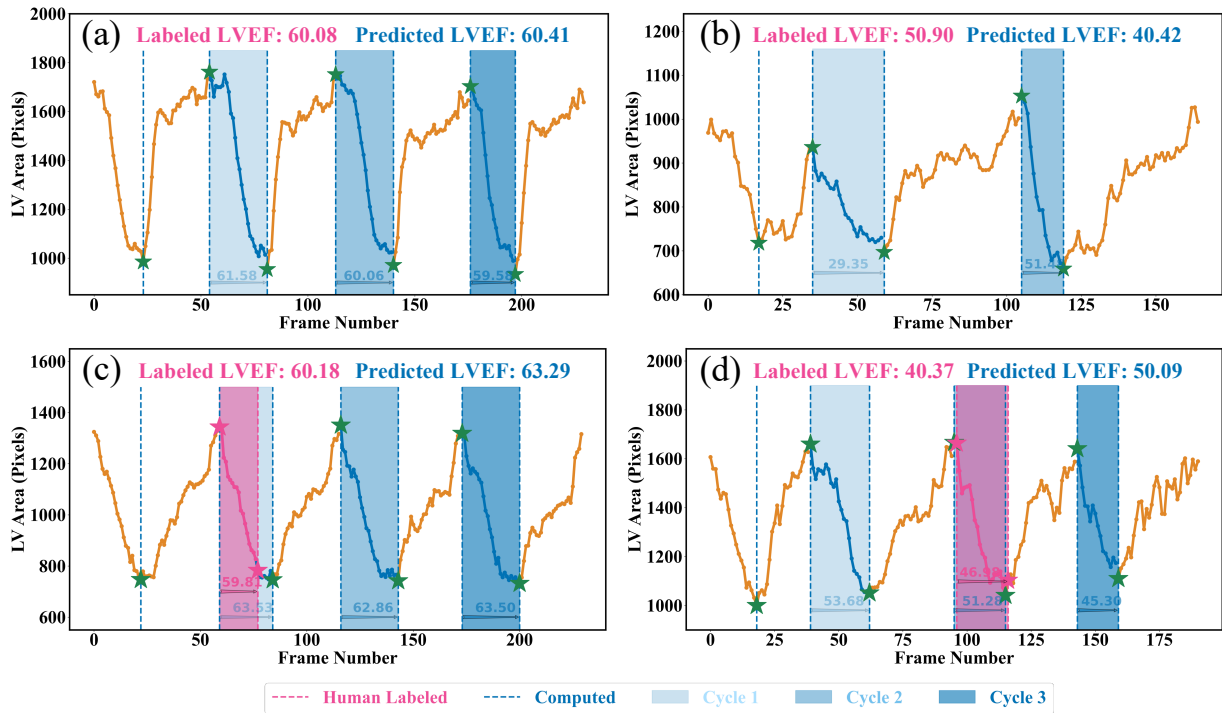 (a) Labeled LVEF: 60.08 Predicted LVEF: 60.41
2000
1800
1600
1400
1200
1000
LV Area (Pixels)
61.58
60.06
59.58
0 50 100 150 200
Frame Number
(b) Labeled LVEF: 50.90 Predicted LVEF: 40.42
1200
1100
1000
900
800
700
600
LV Area (Pixels)
29.35
0 25 50 75 100 125 150
Frame Number
(c) Labeled LVEF: 60.18 Predicted LVEF: 63.29
1600
1400
1200
1000
800
600
LV Area (Pixels)
59.81
63.53
62.86
63.50
0 50 100 150 200
Frame Number
(d) Labeled LVEF: 40.37 Predicted LVEF: 50.09
2000
1800
1600
1400
1200
1000
LV Area (Pixels)
53.68
51.28
45.30
0 25 50 75 100 125 150 175
Frame Number
Human Labeled Computed Cycle 1 Cycle 2 Cycle 3